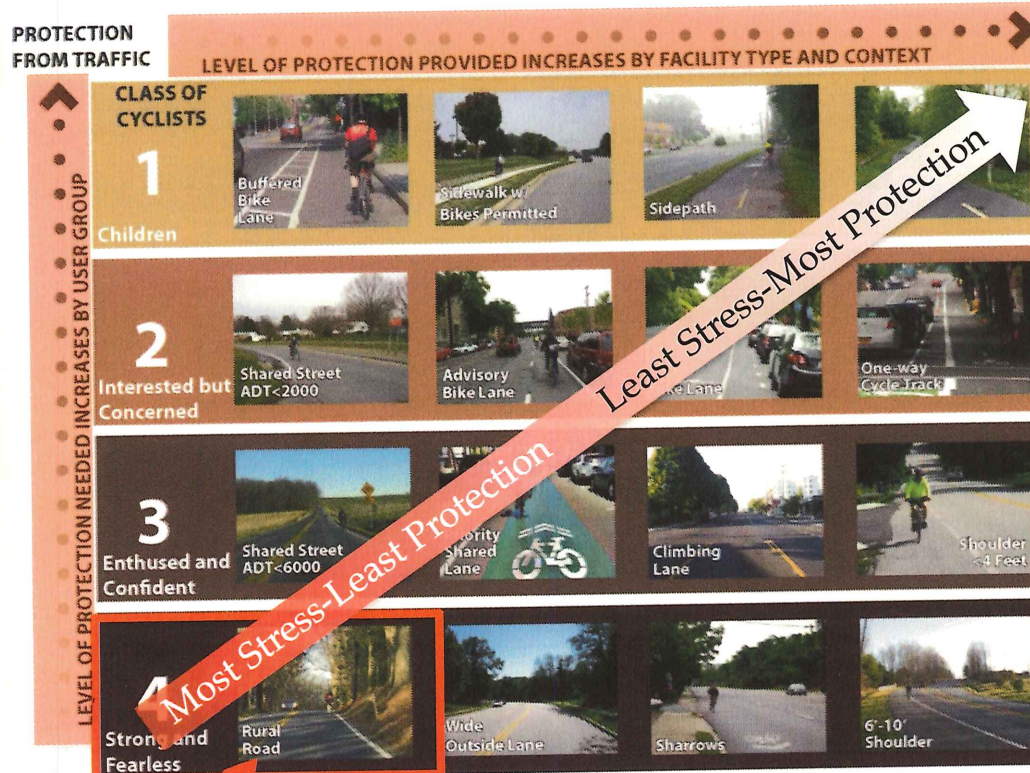 PROTECTION
FROM TRAFFIC
LEVEL OF PROTECTION PROVIDED INCREASES BY FACILITY TYPE AND CONTEXT
LEVEL OF PROTECTION NEEDED INCREASES BY USER GROUP
CLASS OF
CYCLISTS
1
Children
Buffered
Bike
Lane
Sidewalk w/
Bikes Permitted
Sidepath
2
Interested but
Concerned
Shared Street
ADT<2000
Advisory
Bike Lane
Lane
One-way
Cycle Track
3
Enthused and
Confident
Shared Street
ADT<6000
Shared
Lane
Climbing
Lane
Shoulder
<4 Feet
4
Strong and
Fearless
Rural
Road
Wide
Outside Lane
Sharrows
6'-10'
Shoulder
Most Stress-Least Protection
Least Stress-Most Protection